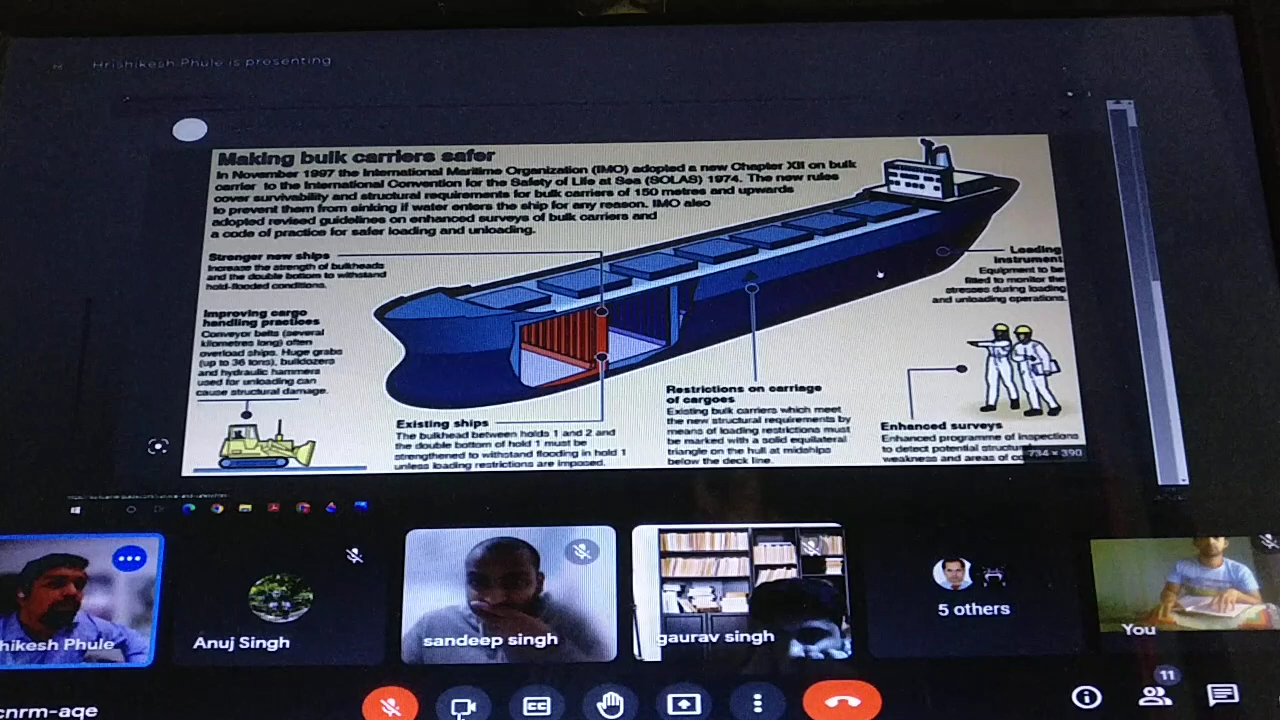 Hrishikesh Phule is presenting
Making bulk carriers safer
In November 1997 the International Maritime Organization (IMO) adopted a new Chapter XII on bulk
carrier to the International Convention for the Safety of Life at Sea (SOLAS) 1974. The new rules
cover survivability and structural requirements for bulk carriers of 150 metres and upwards
to prevent them from sinking if water enters the ship for any reason. IMO also
adopted revised guidelines on enhanced surveys of bulk carriers and
a code of practice for safer loading and unloading.
Stronger new ships
Increase the strength of bulkheads
and the double bottom to withstand
hold-flooded conditions.
Improving cargo
handling practices
Conveyor belts (several
kilometres long) often
overload ships. Huge grabs
(up to 36 tons), bulldozers
and hydraulic hammers
used for unloading can
cause structural damage.
Existing ships
The bulkhead between holds 1 and 2 and
the double bottom of hold 1 must be
strengthened to withstand flooding in hold 1
unless loading restrictions are imposed.
Restrictions on carriage
of cargoes
Existing bulk carriers which meet
the new structural requirements by
means of loading restrictions must
be marked with a solid equilateral
triangle on the hull at midships
below the deck line.
Loading
instrument
Equipment to be
fitted to monitor the
stresses during loading
and unloading operations.
Enhanced surveys
Enhanced programme of inspections
to detect potential structural
weakness and areas of co
734 × 390
hikesh Phule
Anuj Singh
sandeep singh
gaurav singh
5 others
You
cnrm-aqe
CC
11